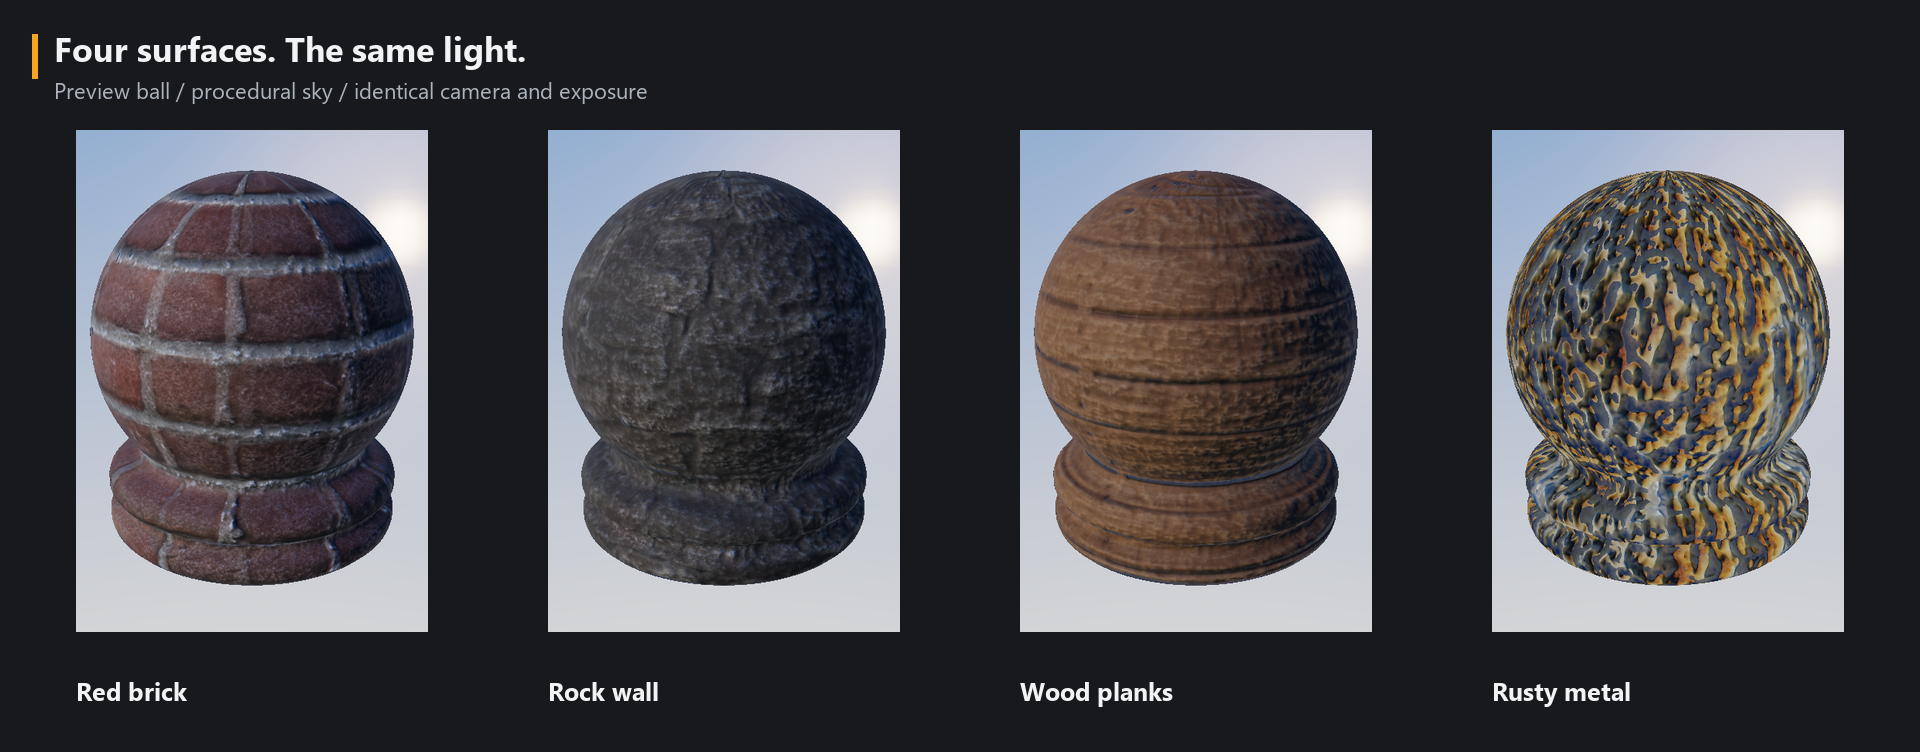 Four surfaces. The same light.
Preview ball / procedural sky / identical camera and exposure
Red brick
Rock wall
Wood planks
Rusty metal